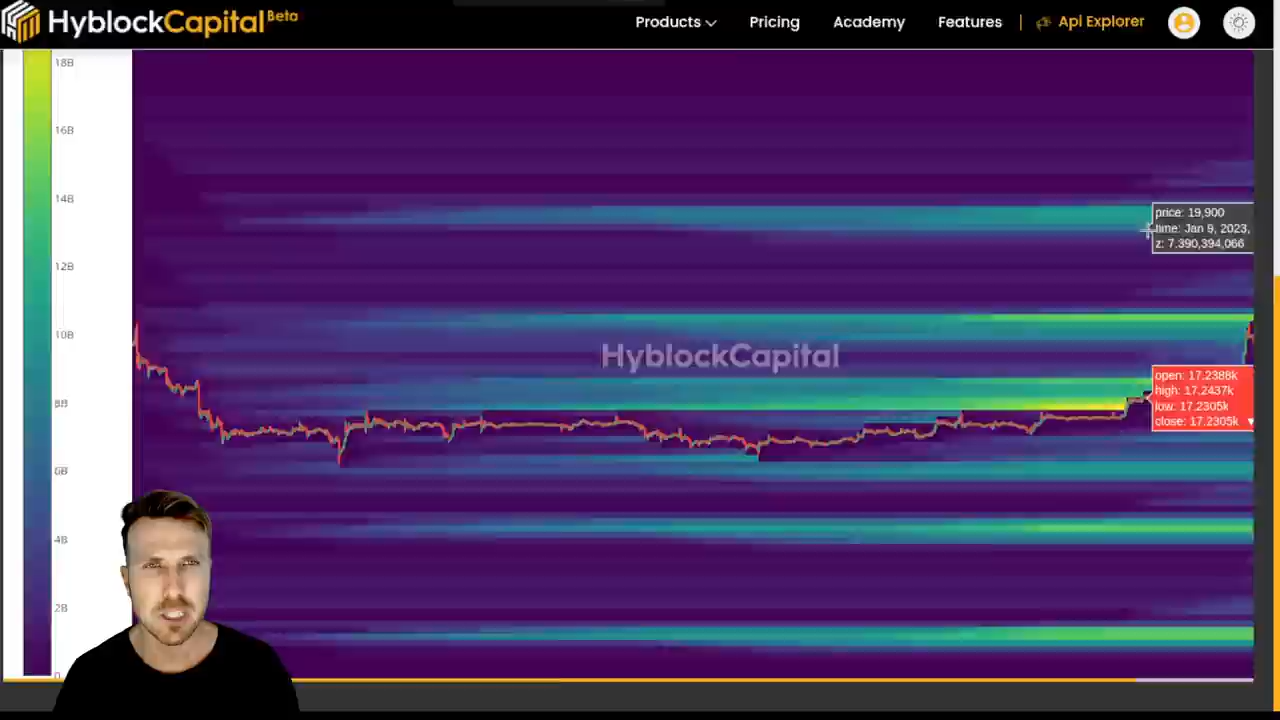 HyblockCapital Beta
Products
Pricing
Academy
Features
Api Explorer
18B
16B
14B
12B
10B
8B
6B
4B
2B
0
HyblockCapital
price: 19,900
time: Jan 9, 2023,
z: 7.390,394,066
open: 17.2388k
high: 17.2437k
low: 17.2305k
close: 17.2305k ▼